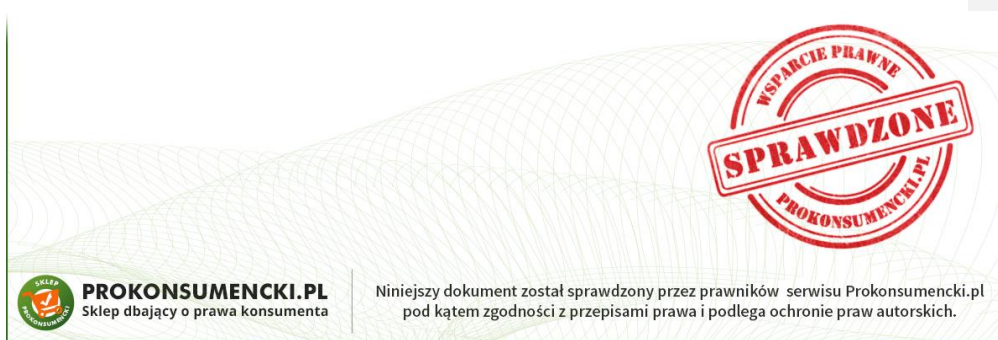 WSPARCIE PRAWNE
SPRAWDZONE
PROKONSUMENCKI.PL
SKLEP
PROKONSUMENCKI
PROKONSUMENCKI.PL
Sklep dbający o prawa konsumenta
Niniejszy dokument został sprawdzony przez prawników serwisu Prokonsumencki.pl
pod kątem zgodności z przepisami prawa i podlega ochronie praw autorskich.